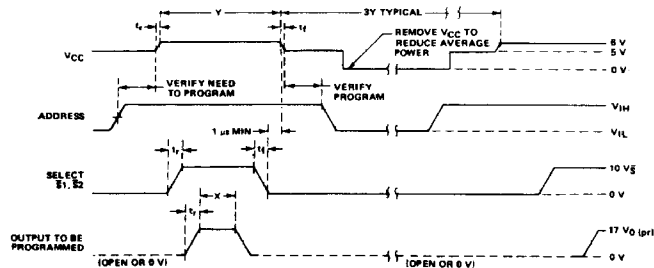 Y
3Y TYPICAL
tr
tf
VCC
REMOVE VCC TO
REDUCE AVERAGE
POWER
6 V
5 V
0 V
VERIFY NEED
TO PROGRAM
VERIFY
PROGRAM
ADDRESS
VIH
VIL
1 µs MIN
tr
tf
SELECT
S̅1, S̅2
10 VS̅
0 V
X
tr
OUTPUT TO BE
PROGRAMMED
17 VO (pr)
0 V
(OPEN OR 0 V)
(OPEN OR 0 V)